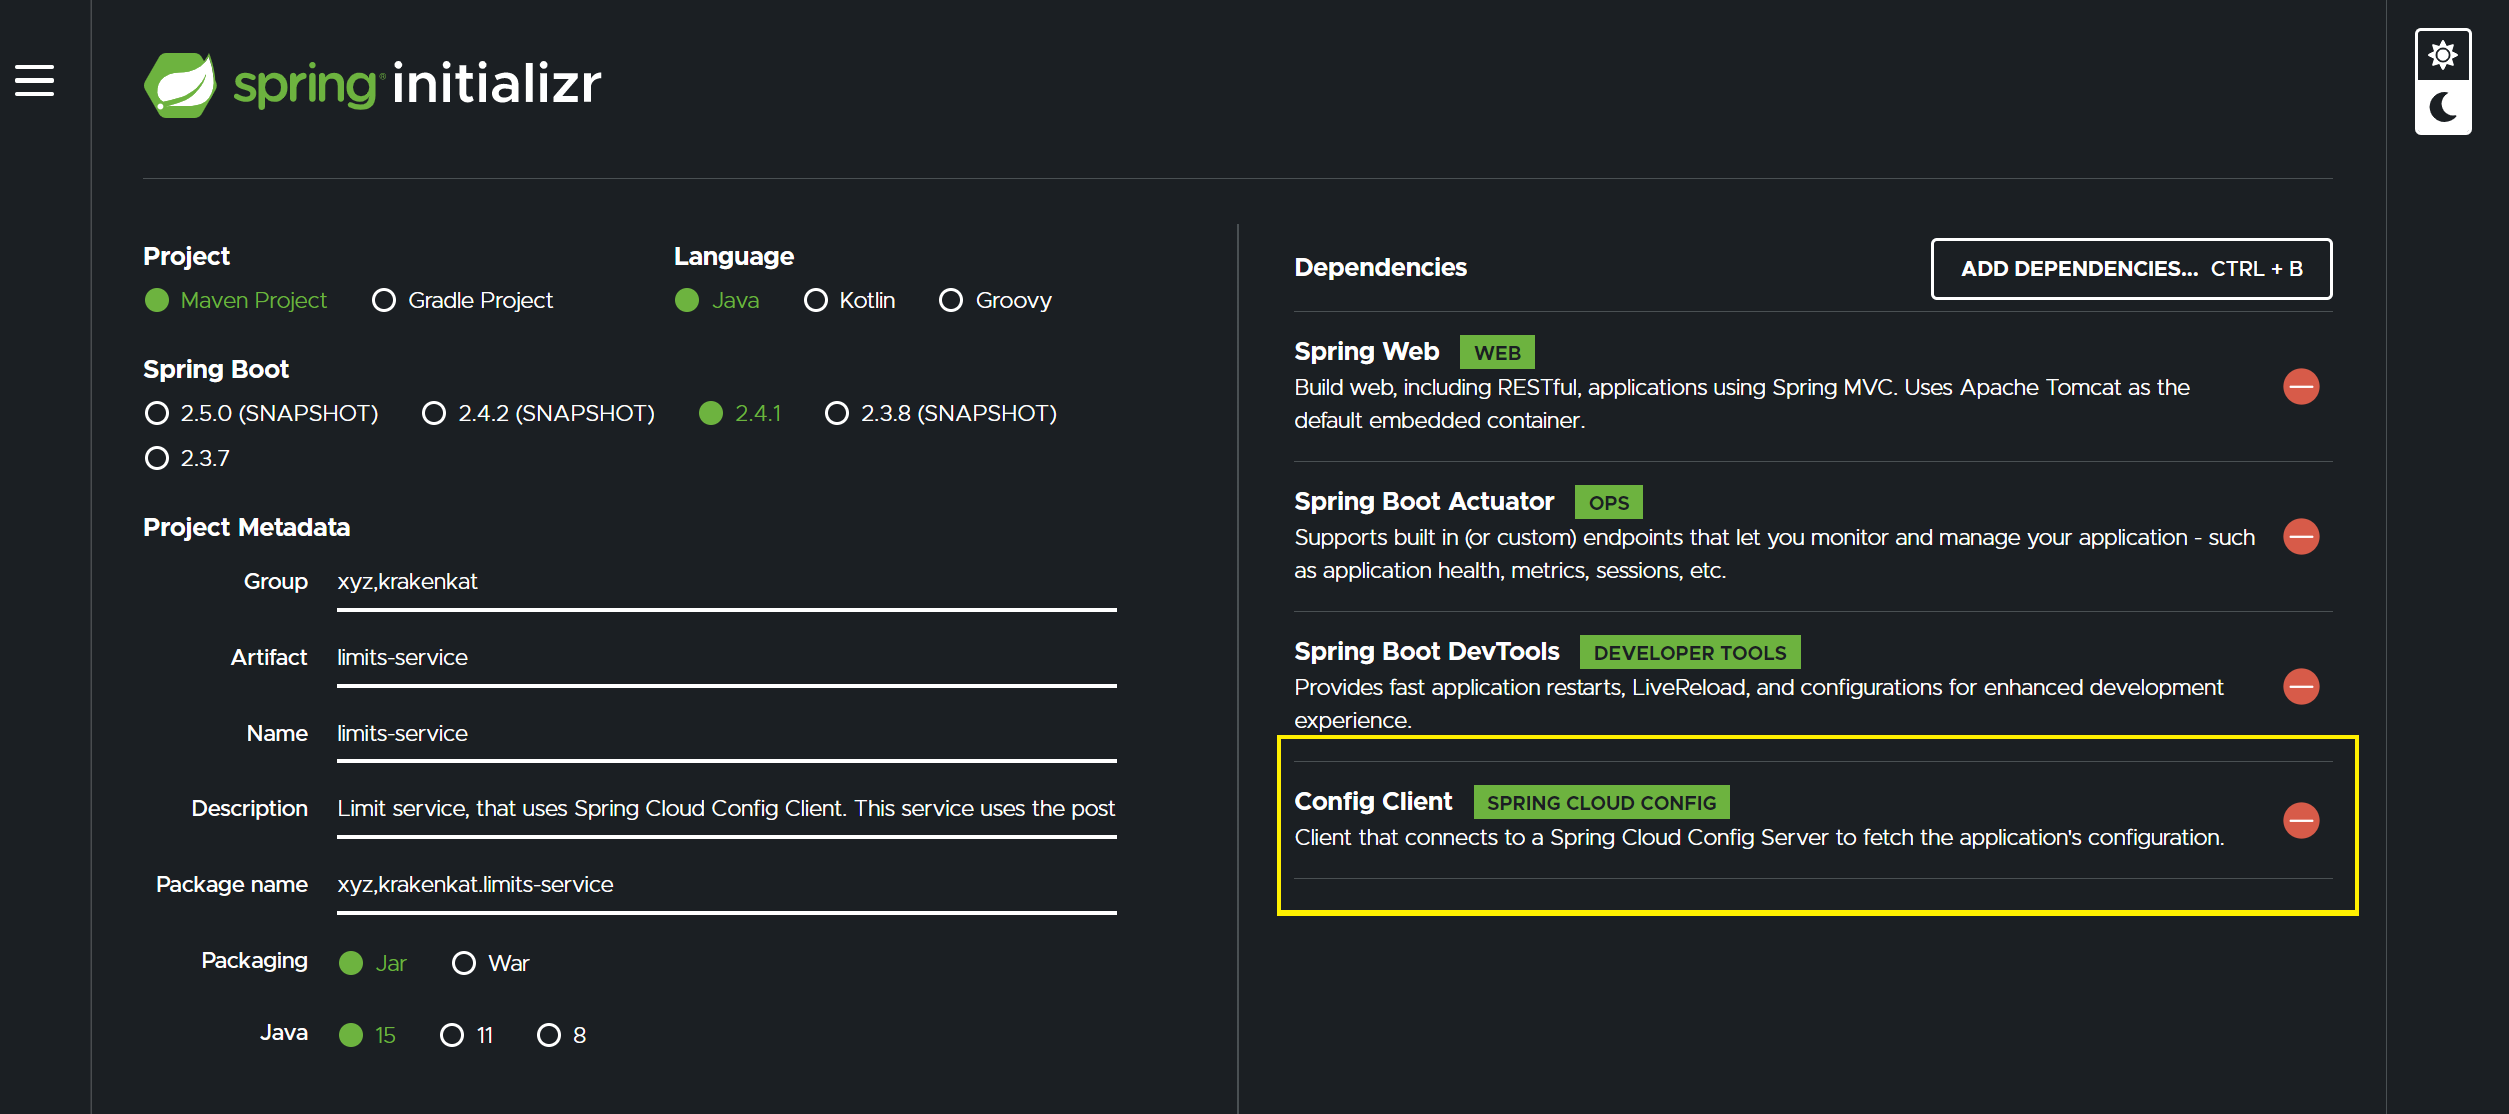 spring® initializr
Project
Maven Project Gradle Project
Language
Java Kotlin Groovy
Spring Boot
2.5.0 (SNAPSHOT) 2.4.2 (SNAPSHOT) 2.4.1 2.3.8 (SNAPSHOT)
2.3.7
Project Metadata
Group xyz,krakenkat
Artifact limits-service
Name limits-service
Description Limit service, that uses Spring Cloud Config Client. This service uses the post
Package name xyz,krakenkat.limits-service
Packaging Jar War
Java 15 11 8
Dependencies
ADD DEPENDENCIES... CTRL + B
Spring Web WEB
Build web, including RESTful, applications using Spring MVC. Uses Apache Tomcat as the
default embedded container.
Spring Boot Actuator OPS
Supports built in (or custom) endpoints that let you monitor and manage your application - such
as application health, metrics, sessions, etc.
Spring Boot DevTools DEVELOPER TOOLS
Provides fast application restarts, LiveReload, and configurations for enhanced development
experience.
Config Client SPRING CLOUD CONFIG
Client that connects to a Spring Cloud Config Server to fetch the application's configuration.